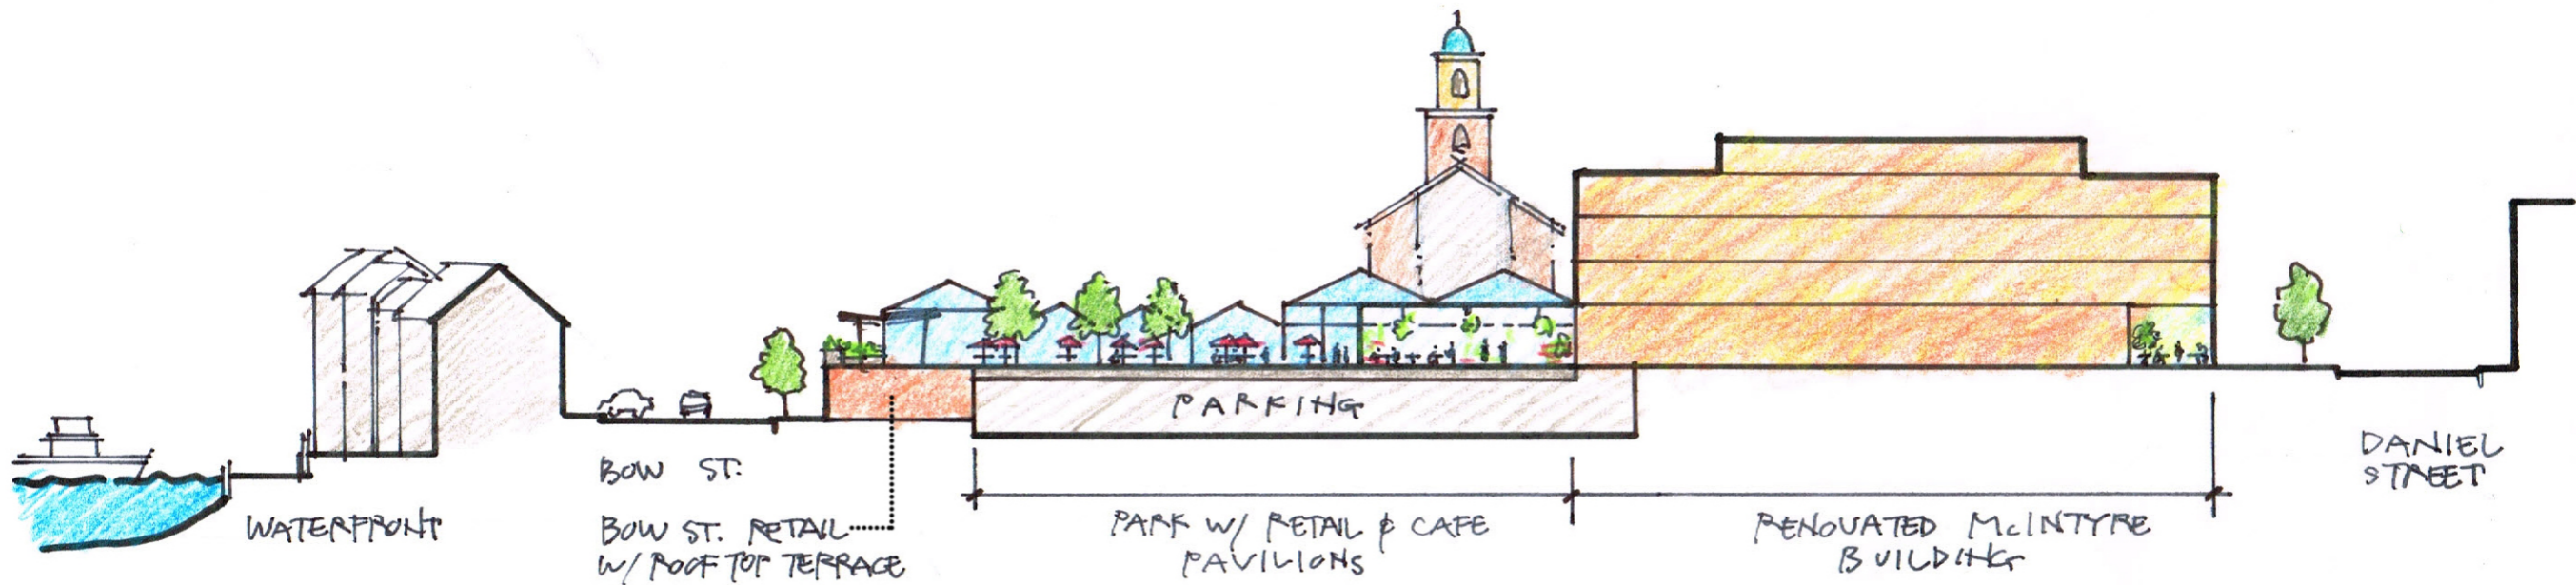 PARKING
BOW ST.
DANIEL
STREET
WATERFRONT
BOW ST. RETAIL
W/ ROOF TOP TERRACE
PARK W/ RETAIL & CAFE
PAVILIONS
RENOVATED McINTYRE
BUILDING